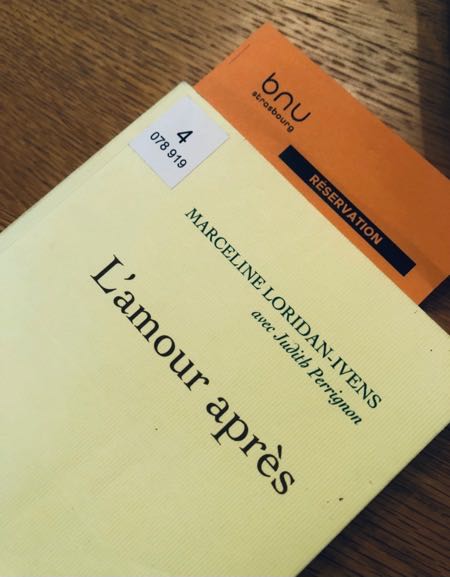 bnu
strasbourg
RÉSERVATION
4
078 919
MARCELINE LORIDAN-IVENS
avec Judith Perrignon
L'amour après